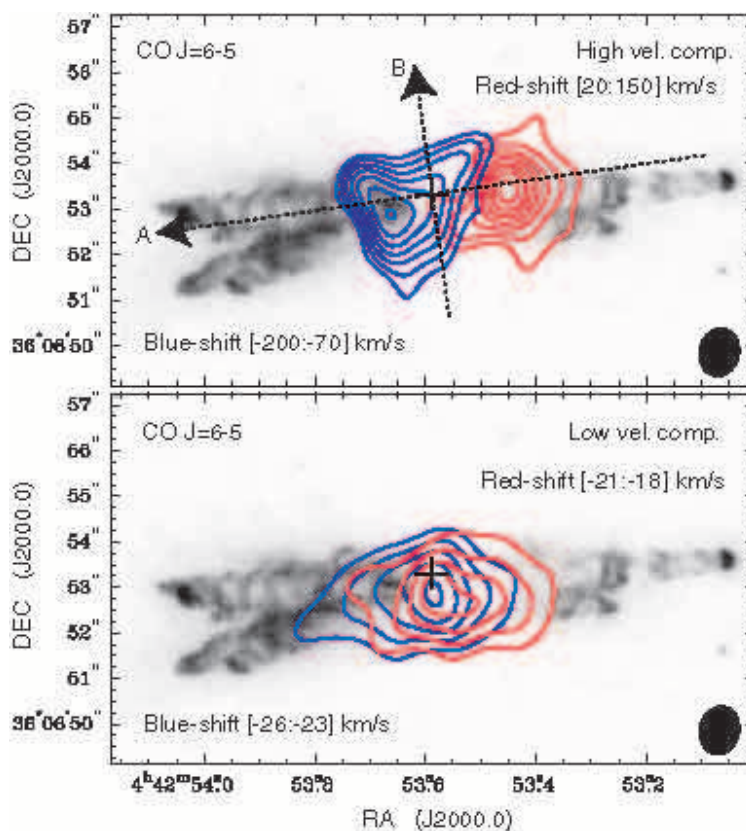 57"
CO J=6-5
High vel. comp.
56"
B
Red-shift [20:150] km/s
55"
54"
53"
DEC (J2000.0)
52"
A
51"
36°06'50"
Blue-shift [-200:-70] km/s
57"
CO J=6-5
Low vel. comp.
56"
Red-shift [-21:-18] km/s
55"
54"
53"
DEC (J2000.0)
52"
51"
36°06'50"
Blue-shift [-26:-23] km/s
4ʰ42ᵐ54ˢ.0 53ˢ.8 53ˢ.6 53ˢ.4 53ˢ.2
RA (J2000.0)